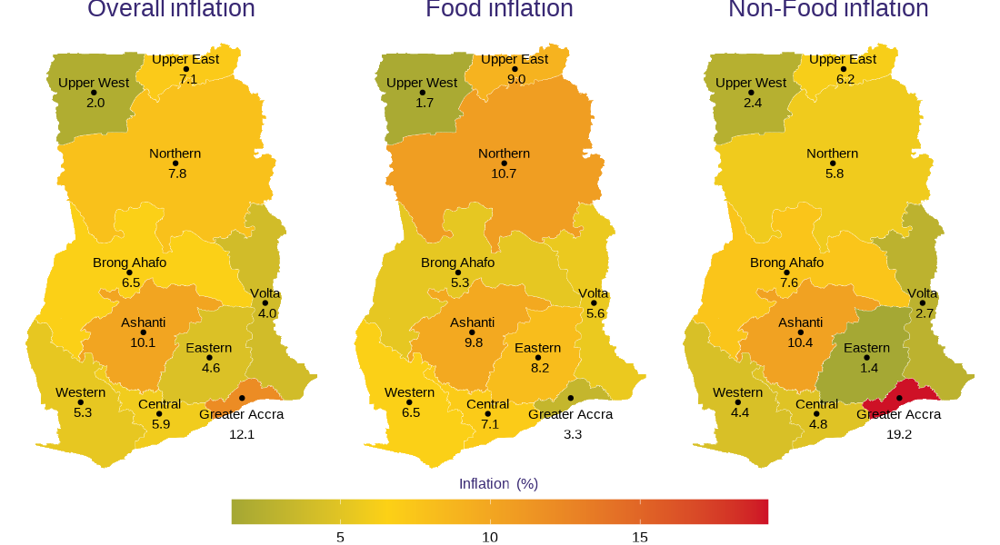 Overall inflation
Food inflation
Non-Food inflation
Upper East
7.1
Upper West
2.0
Northern
7.8
Brong Ahafo
6.5
Volta
4.0
Ashanti
10.1
Eastern
4.6
Western
5.3
Central
5.9
Greater Accra
12.1
Upper East
9.0
Upper West
1.7
Northern
10.7
Brong Ahafo
5.3
Volta
5.6
Ashanti
9.8
Eastern
8.2
Western
6.5
Central
7.1
Greater Accra
3.3
Upper East
6.2
Upper West
2.4
Northern
5.8
Brong Ahafo
7.6
Volta
2.7
Ashanti
10.4
Eastern
1.4
Western
4.4
Central
4.8
Greater Accra
19.2
Inflation (%)
5 10 15